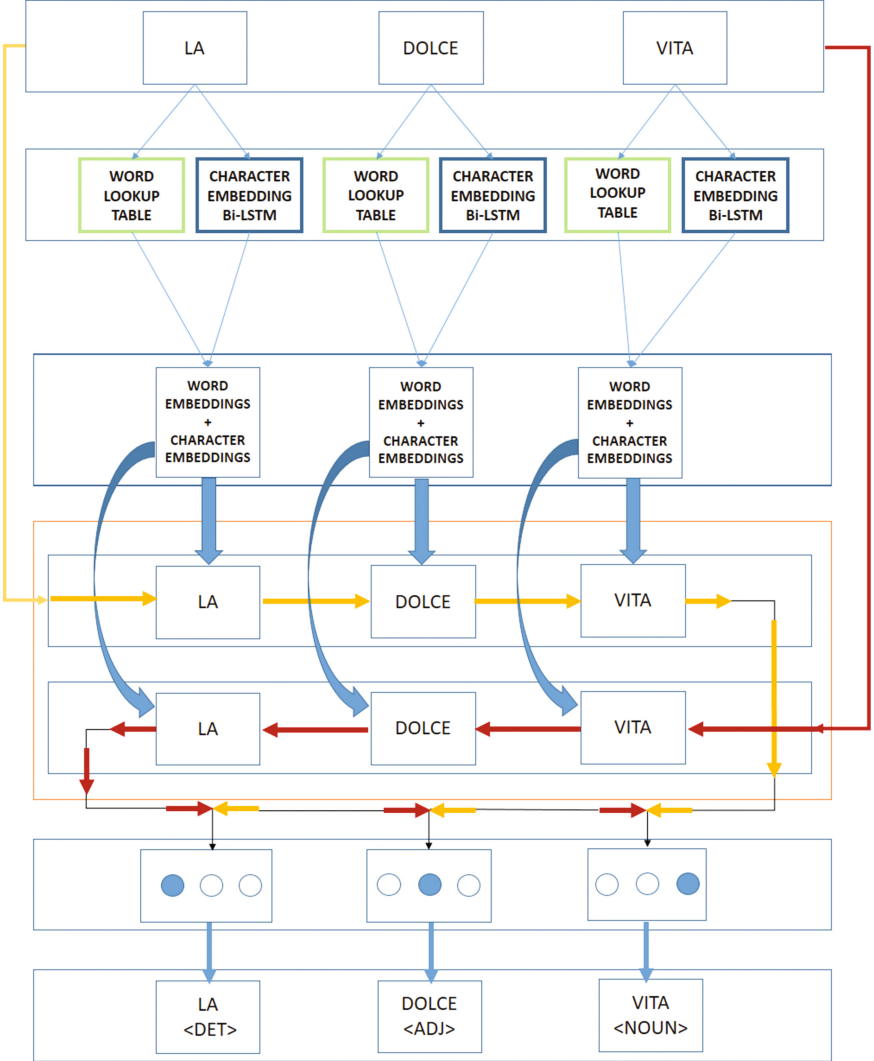 LA
DOLCE
VITA
WORD
LOOKUP
TABLE
CHARACTER
EMBEDDING
Bi-LSTM
WORD
LOOKUP
TABLE
CHARACTER
EMBEDDING
Bi-LSTM
WORD
LOOKUP
TABLE
CHARACTER
EMBEDDING
Bi-LSTM
WORD
EMBEDDINGS
+
CHARACTER
EMBEDDINGS
WORD
EMBEDDINGS
+
CHARACTER
EMBEDDINGS
WORD
EMBEDDINGS
+
CHARACTER
EMBEDDINGS
LA
DOLCE
VITA
LA
DOLCE
VITA
LA
<DET>
DOLCE
<ADJ>
VITA
<NOUN>